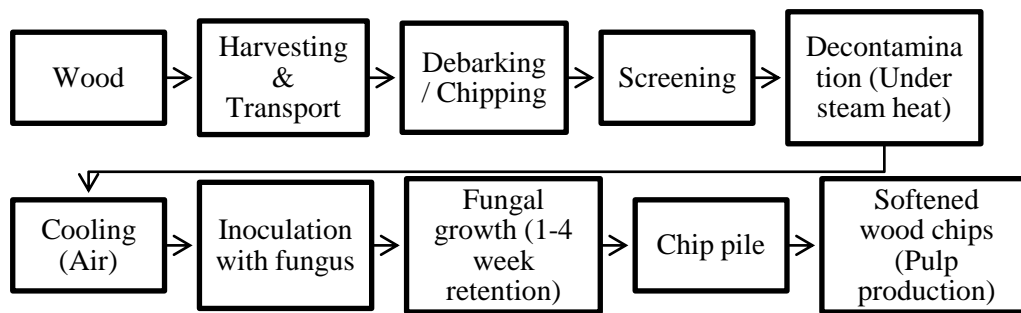 Wood
Harvesting
&
Transport
Debarking
/ Chipping
Screening
Decontamina
tion (Under
steam heat)
Cooling
(Air)
Inoculation
with fungus
Fungal
growth (1-4
week
retention)
Chip pile
Softened
wood chips
(Pulp
production)